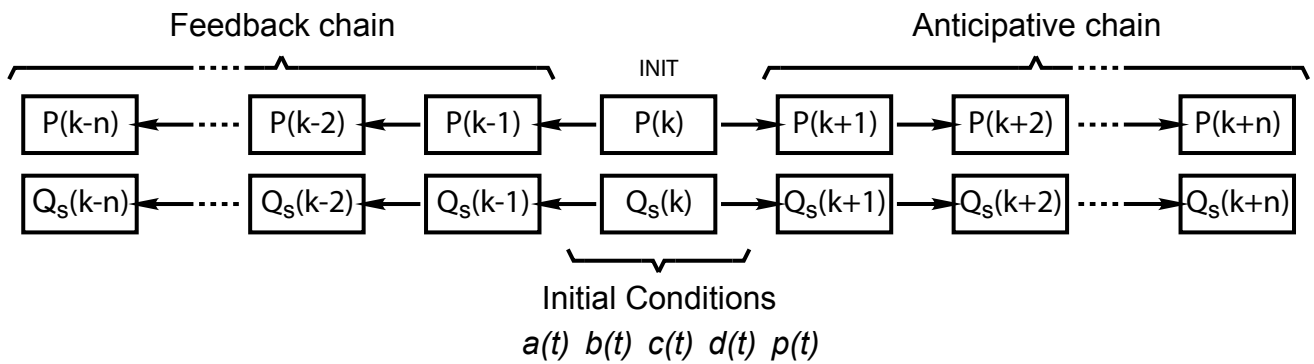 Feedback chain Anticipative chain
INIT
P(k-n) P(k-2) P(k-1) P(k) P(k+1) P(k+2) P(k+n)
Qs(k-n) Qs(k-2) Qs(k-1) Qs(k) Qs(k+1) Qs(k+2) Qs(k+n)
Initial Conditions
a(t) b(t) c(t) d(t) p(t)